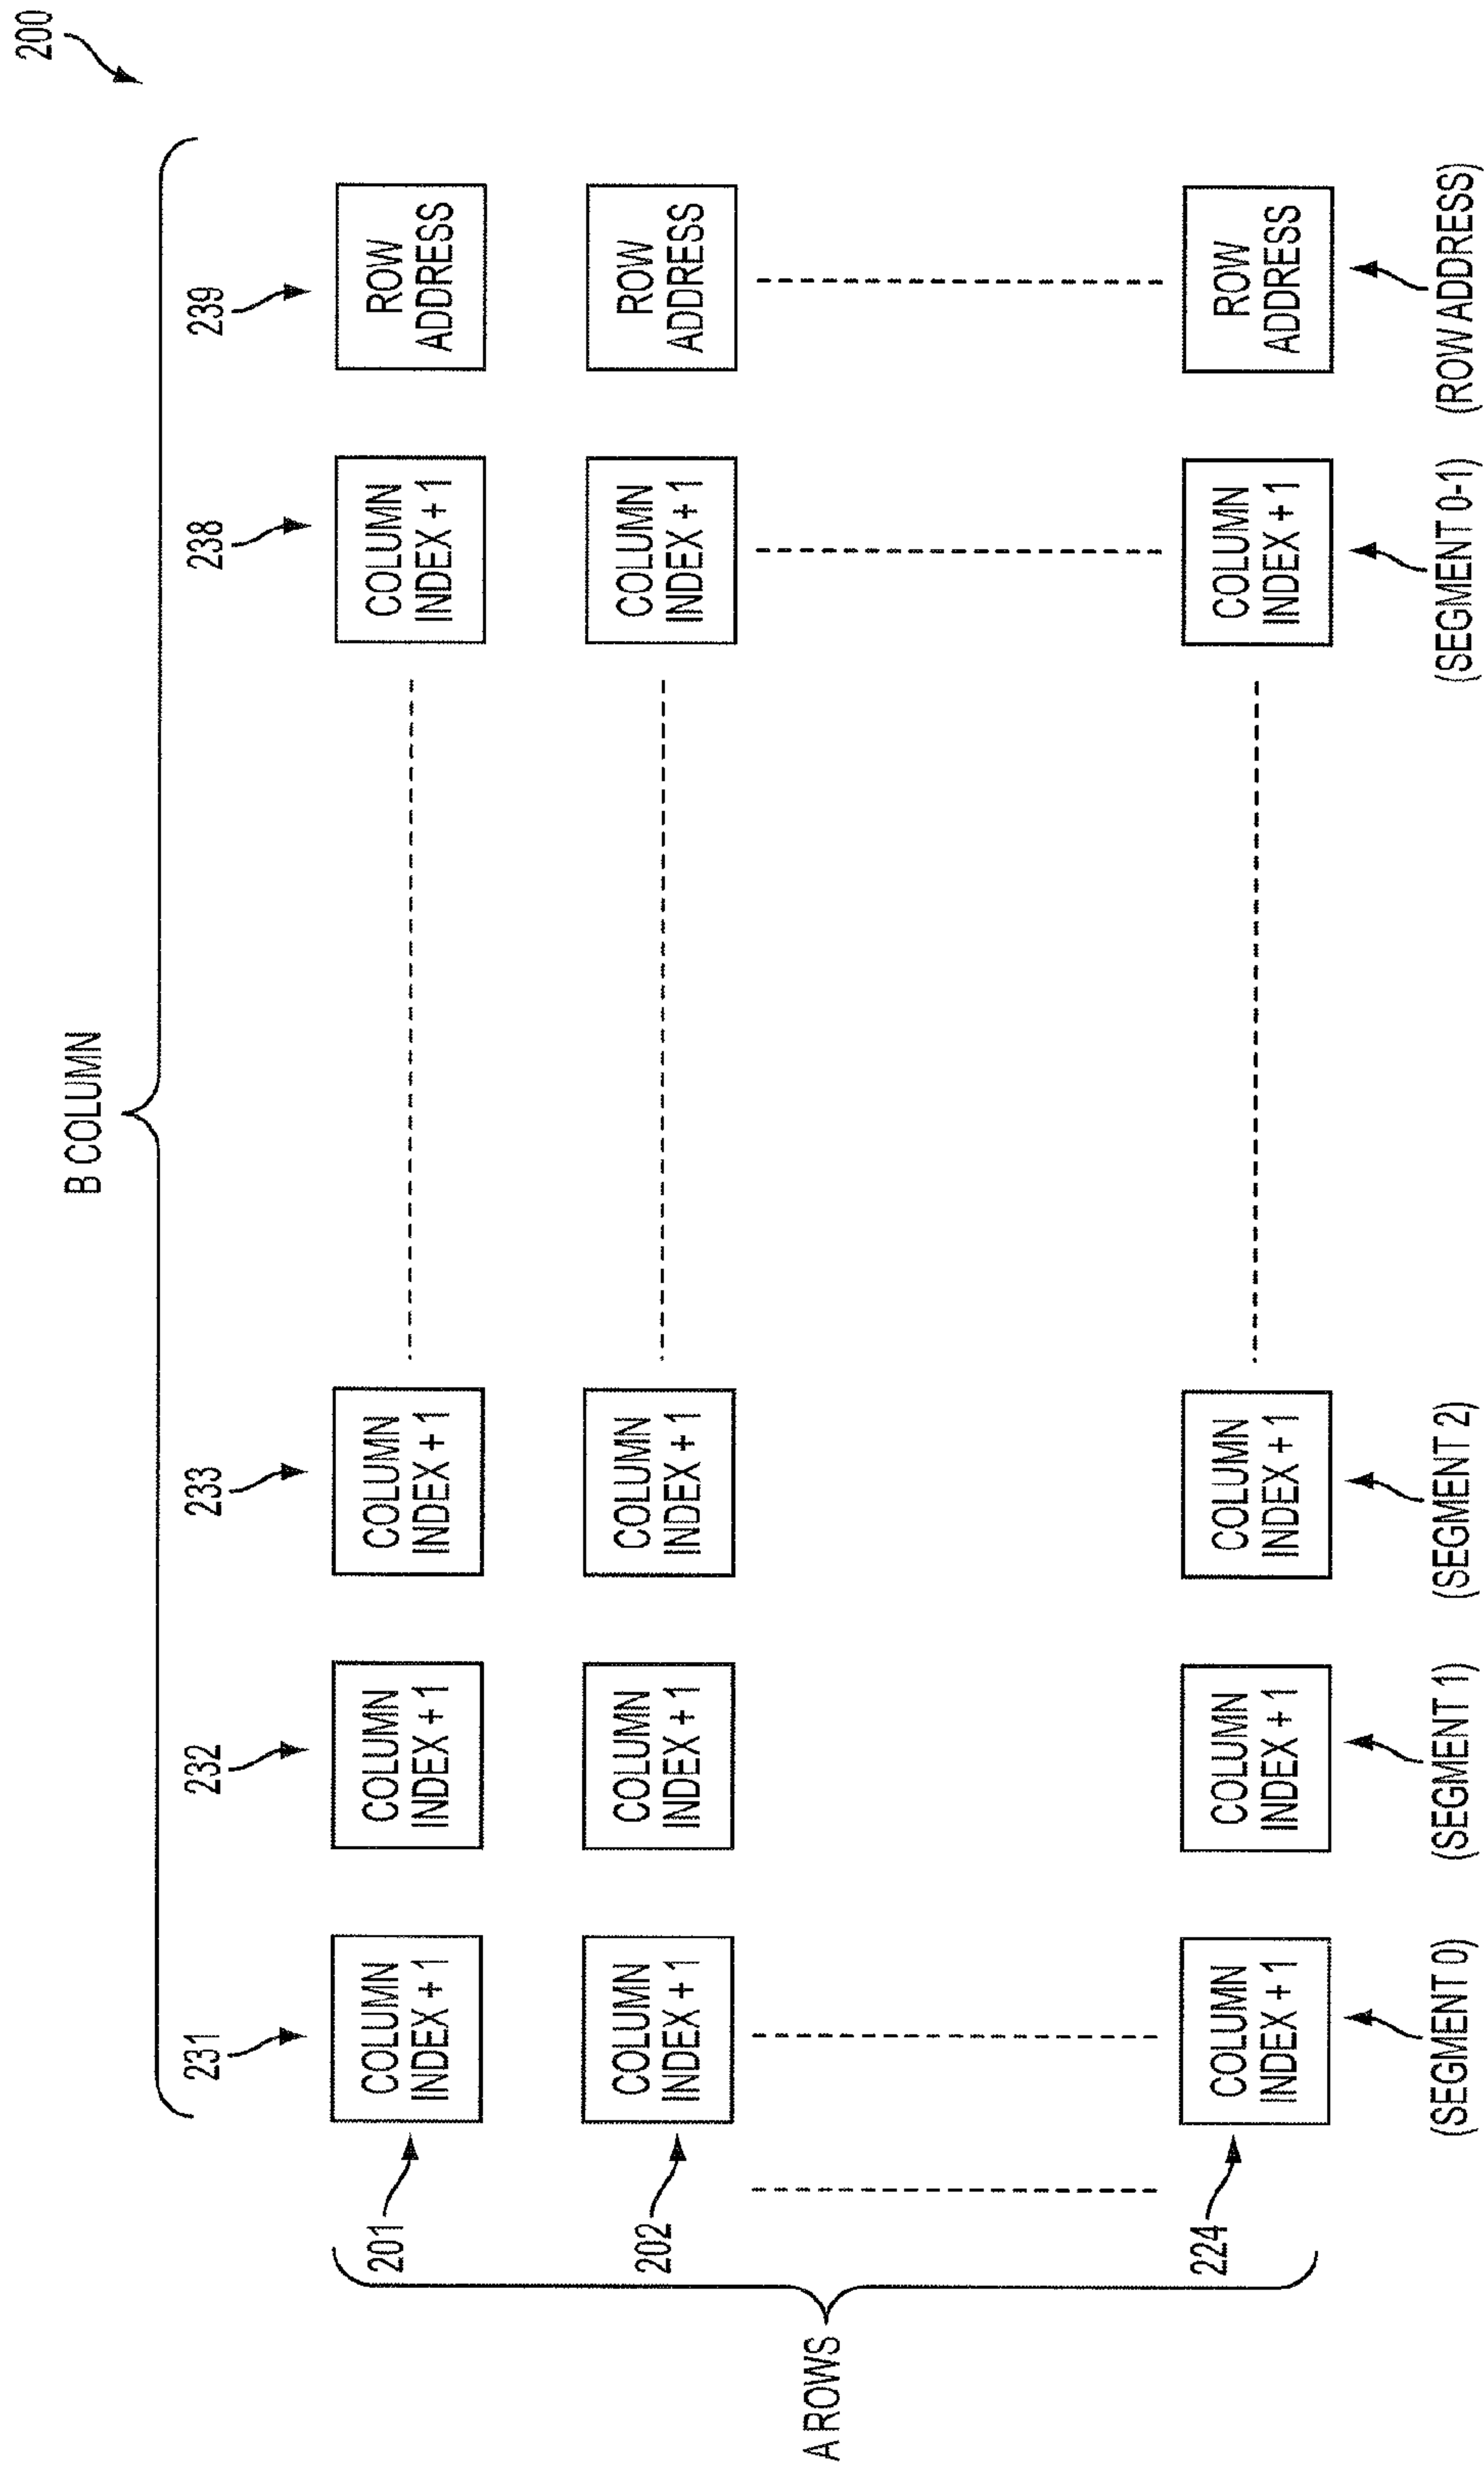 200
B COLUMN
231
232
233
238
239
201
COLUMN
INDEX + 1
COLUMN
INDEX + 1
COLUMN
INDEX + 1
COLUMN
INDEX + 1
ROW
ADDRESS
202
COLUMN
INDEX + 1
COLUMN
INDEX + 1
COLUMN
INDEX + 1
COLUMN
INDEX + 1
ROW
ADDRESS
A ROWS
224
COLUMN
INDEX + 1
COLUMN
INDEX + 1
COLUMN
INDEX + 1
COLUMN
INDEX + 1
ROW
ADDRESS
(SEGMENT 0)
(SEGMENT 1)
(SEGMENT 2)
(SEGMENT 0-1)
(ROW ADDRESS)